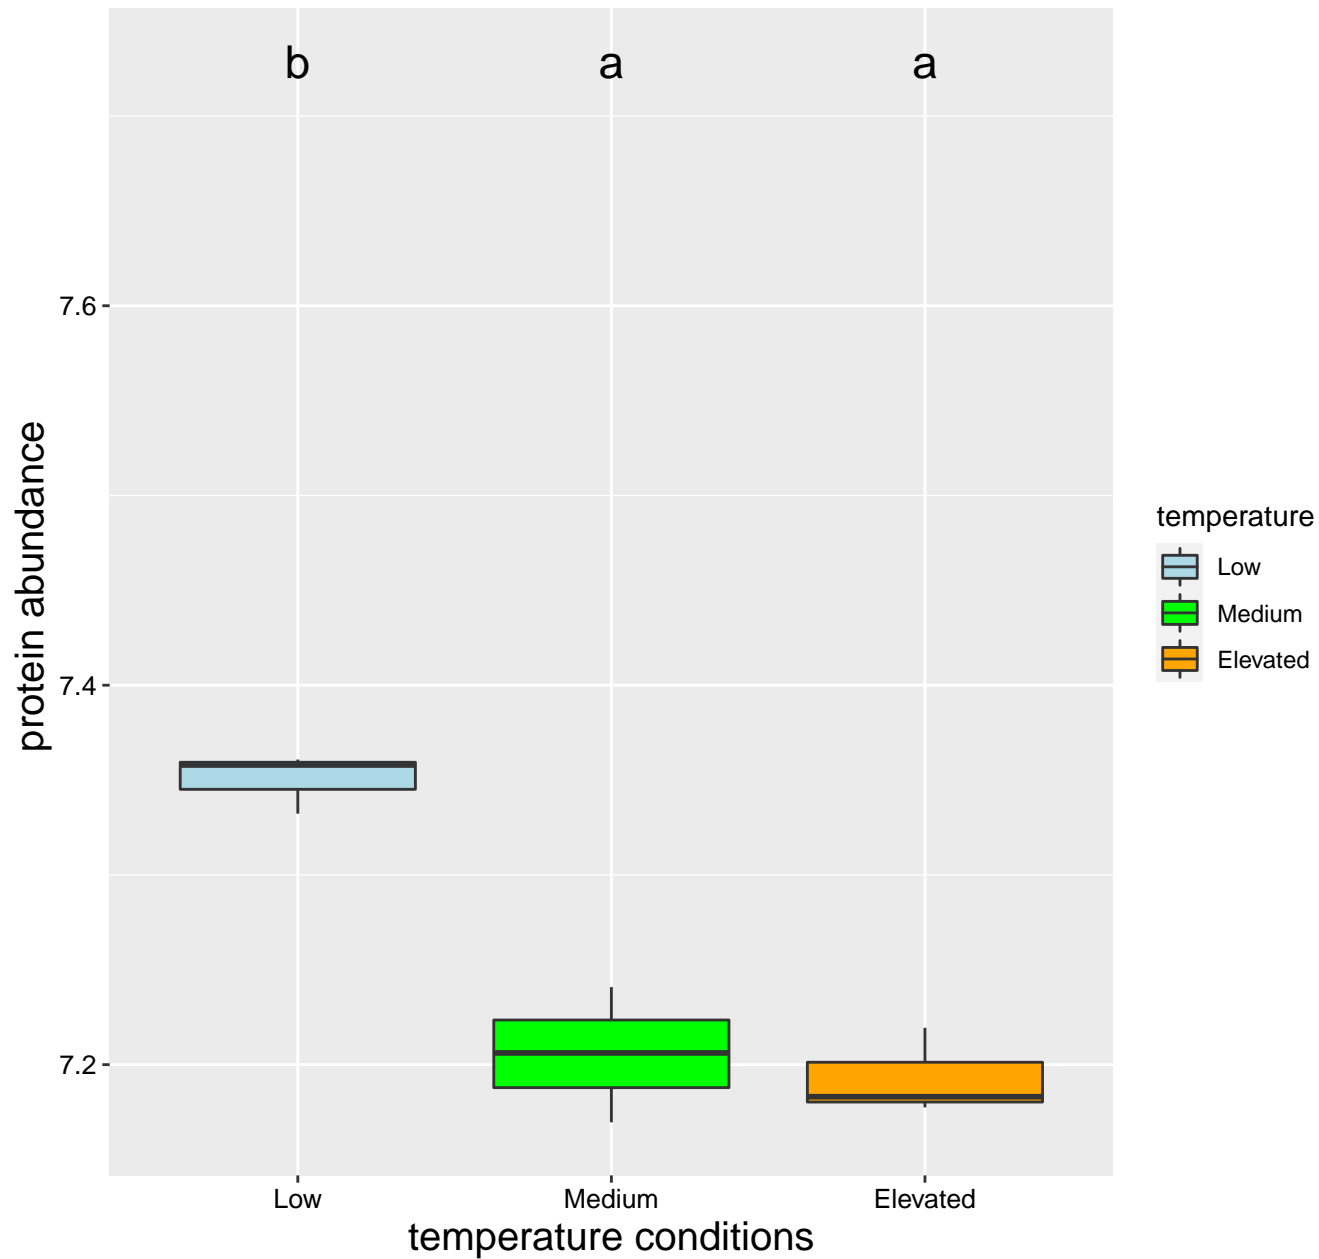 b a a
7.6
7.4
7.2
protein abundance
Low Medium Elevated
temperature conditions
temperature
Low
Medium
Elevated